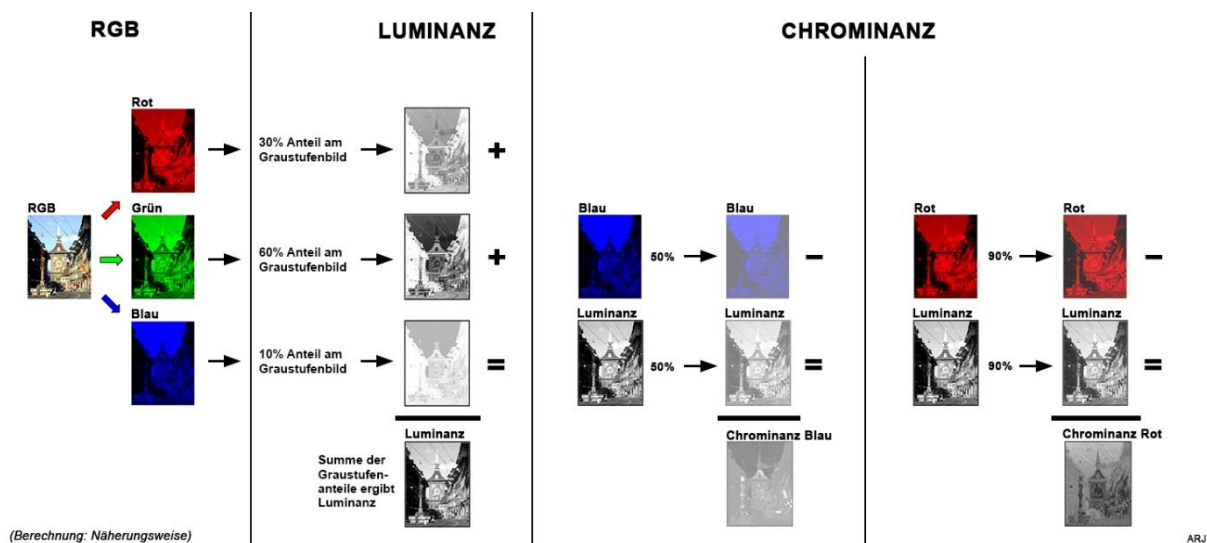 RGB
LUMINANZ
CHROMINANZ
Rot
30% Anteil am
Graustufenbild
+
RGB
Grün
60% Anteil am
Graustufenbild
+
Blau
10% Anteil am
Graustufenbild
=
Luminanz
Summe der
Graustufen-
anteile ergibt
Luminanz
Blau
50%
Blau
-
Luminanz
50%
Luminanz
=
Chrominanz Blau
Rot
90%
Rot
-
Luminanz
90%
Luminanz
=
Chrominanz Rot
(Berechnung: Näherungsweise)
ARJ